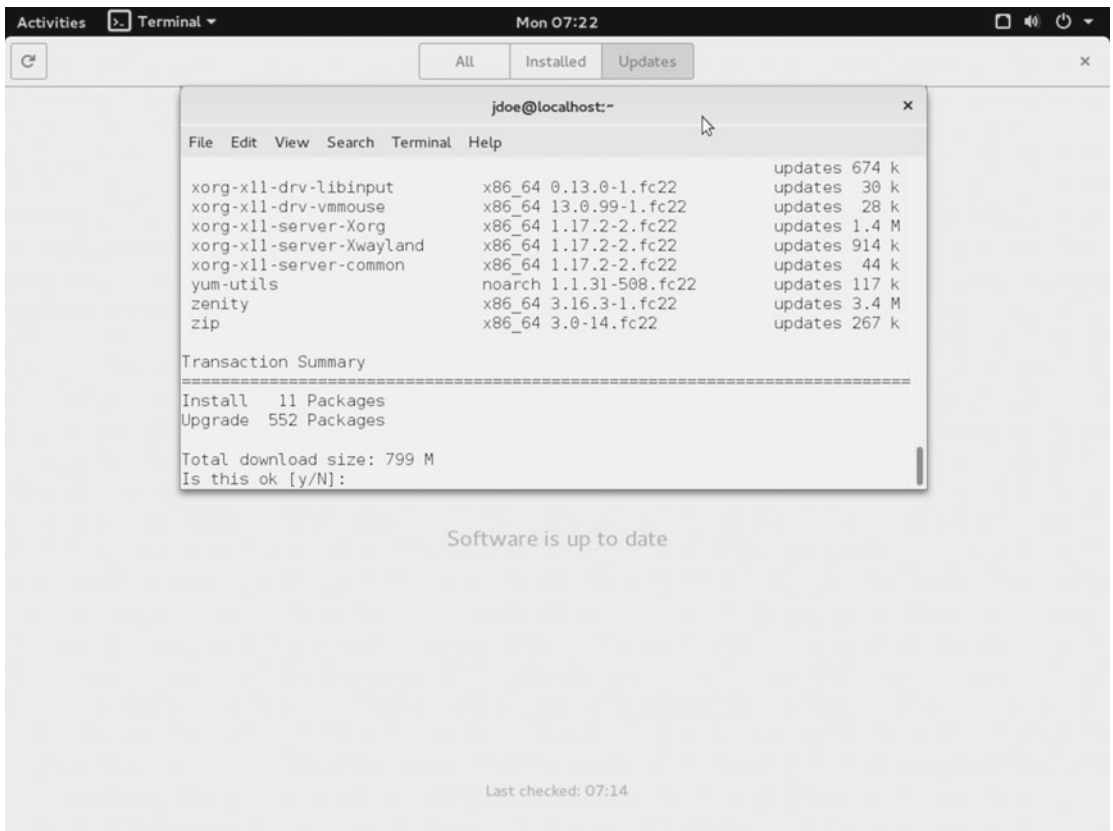 Activities Terminal Mon 07:22
All Installed Updates
jdoe@localhost:~
File Edit View Search Terminal Help
updates 674 k
xorg-x11-drv-libinput x86_64 0.13.0-1.fc22 updates 30 k
xorg-x11-drv-vmmouse x86_64 13.0.99-1.fc22 updates 28 k
xorg-x11-server-Xorg x86_64 1.17.2-2.fc22 updates 1.4 M
xorg-x11-server-Xwayland x86_64 1.17.2-2.fc22 updates 914 k
xorg-x11-server-common x86_64 1.17.2-2.fc22 updates 44 k
yum-utils noarch 1.1.31-508.fc22 updates 117 k
zenity x86_64 3.16.3-1.fc22 updates 3.4 M
zip x86_64 3.0-14.fc22 updates 267 k
Transaction Summary
================================================================================
Install 11 Packages
Upgrade 552 Packages
Total download size: 799 M
Is this ok [y/N]:
Software is up to date
Last checked: 07:14